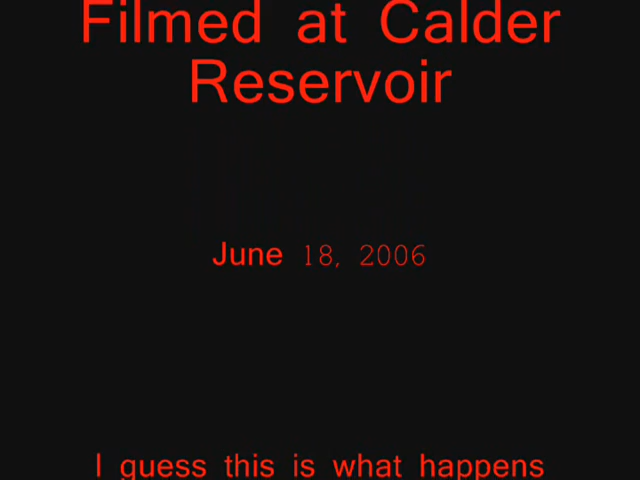 Filmed at Calder
Reservoir
June 18, 2006
I guess this is what happens